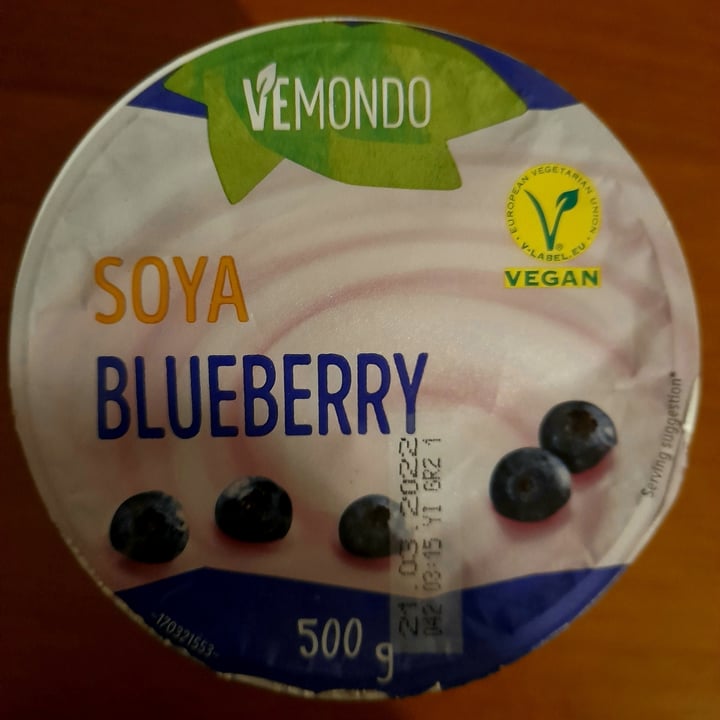 VEMONDO
EUROPEAN VEGETARIAN UNION
V-LABEL.EU
®
VEGAN
SOYA
BLUEBERRY
Serving suggestion*
21.03.2022
042 03:15 Y1 GR2 1
500 g
-170321553-